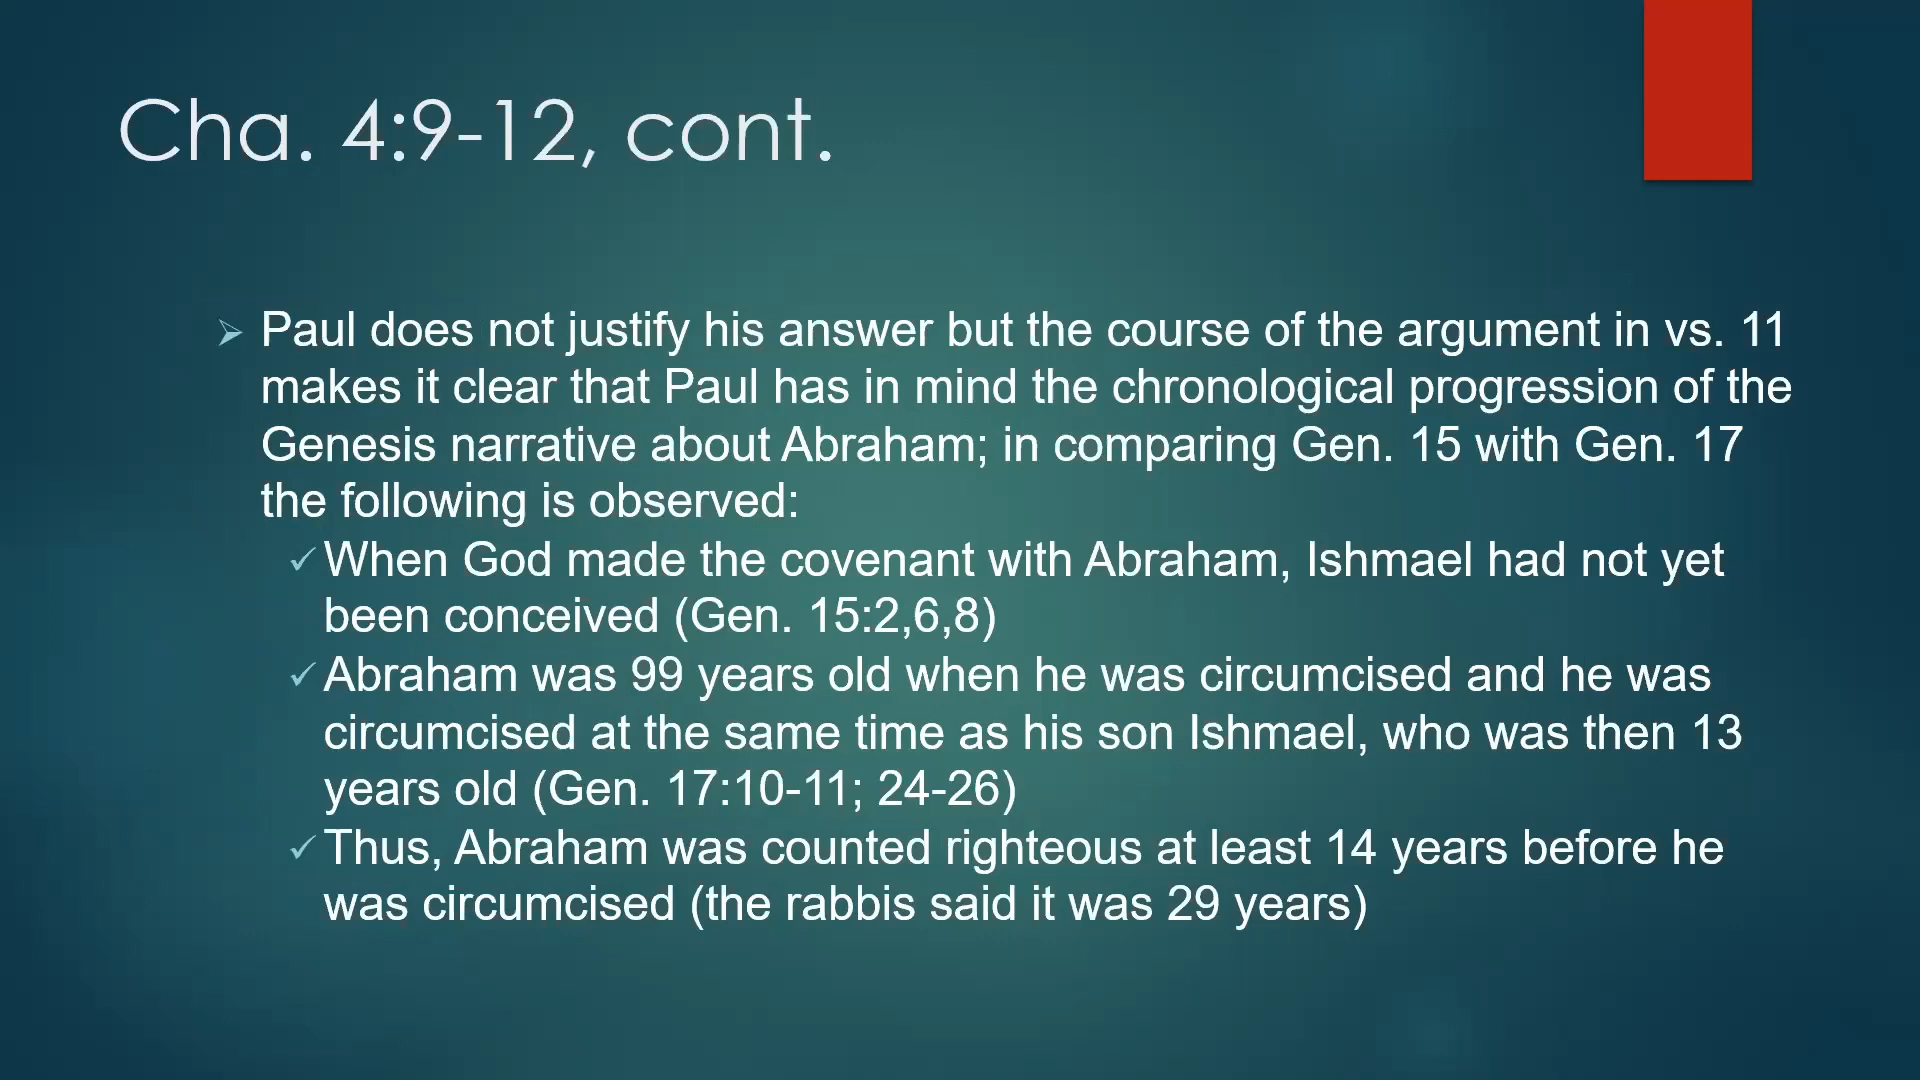 Cha. 4:9-12, cont.
Paul does not justify his answer but the course of the argument in vs. 11
makes it clear that Paul has in mind the chronological progression of the
Genesis narrative about Abraham; in comparing Gen. 15 with Gen. 17
the following is observed:
When God made the covenant with Abraham, Ishmael had not yet
been conceived (Gen. 15:2,6,8)
Abraham was 99 years old when he was circumcised and he was
circumcised at the same time as his son Ishmael, who was then 13
years old (Gen. 17:10-11; 24-26)
Thus, Abraham was counted righteous at least 14 years before he
was circumcised (the rabbis said it was 29 years)